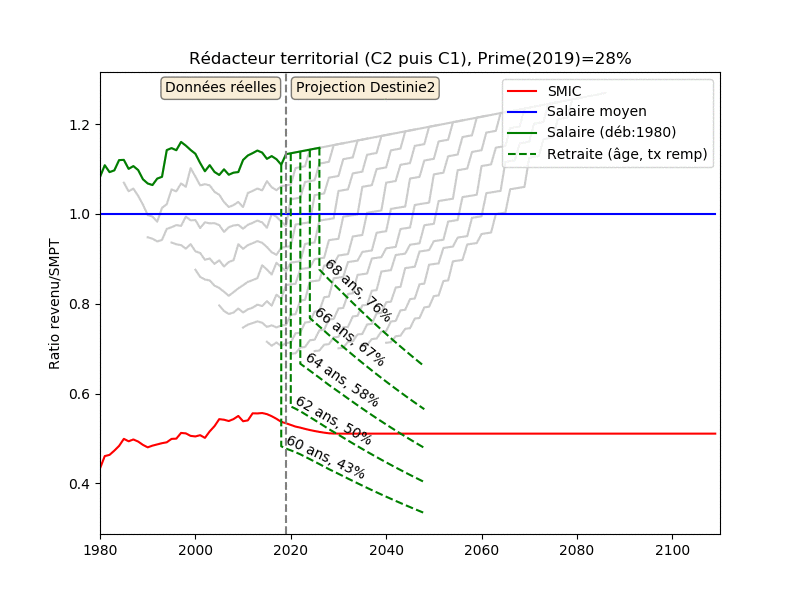 Rédacteur territorial (C2 puis C1), Prime(2019)=28%
Données réelles
Projection Destinie2
SMIC
Salaire moyen
Salaire (déb:1980)
Retraite (âge, tx remp)
Ratio revenu/SMPT
1.2
1.0
0.8
0.6
0.4
68 ans, 76%
66 ans, 67%
64 ans, 58%
62 ans, 50%
60 ans, 43%
1980
2000
2020
2040
2060
2080
2100